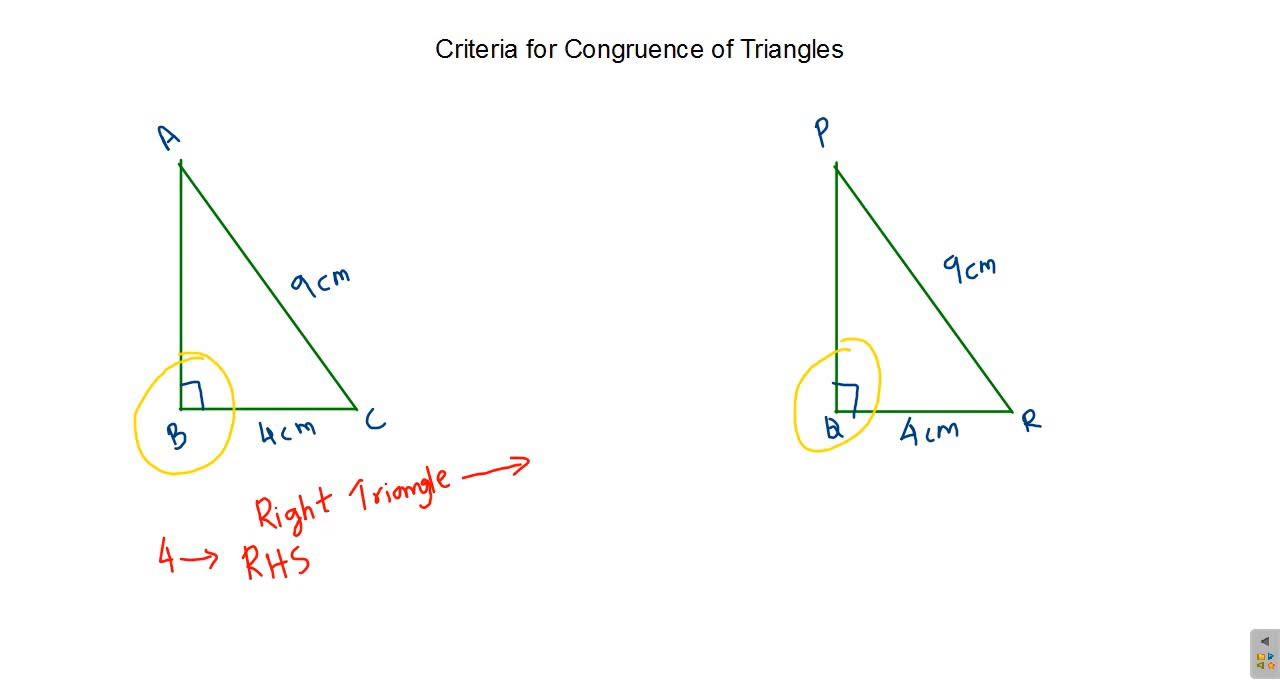 Criteria for Congruence of Triangles
A
P
9cm
9cm
B
4cm
C
Q
4cm
R
Right Triangle →
4 → RHS